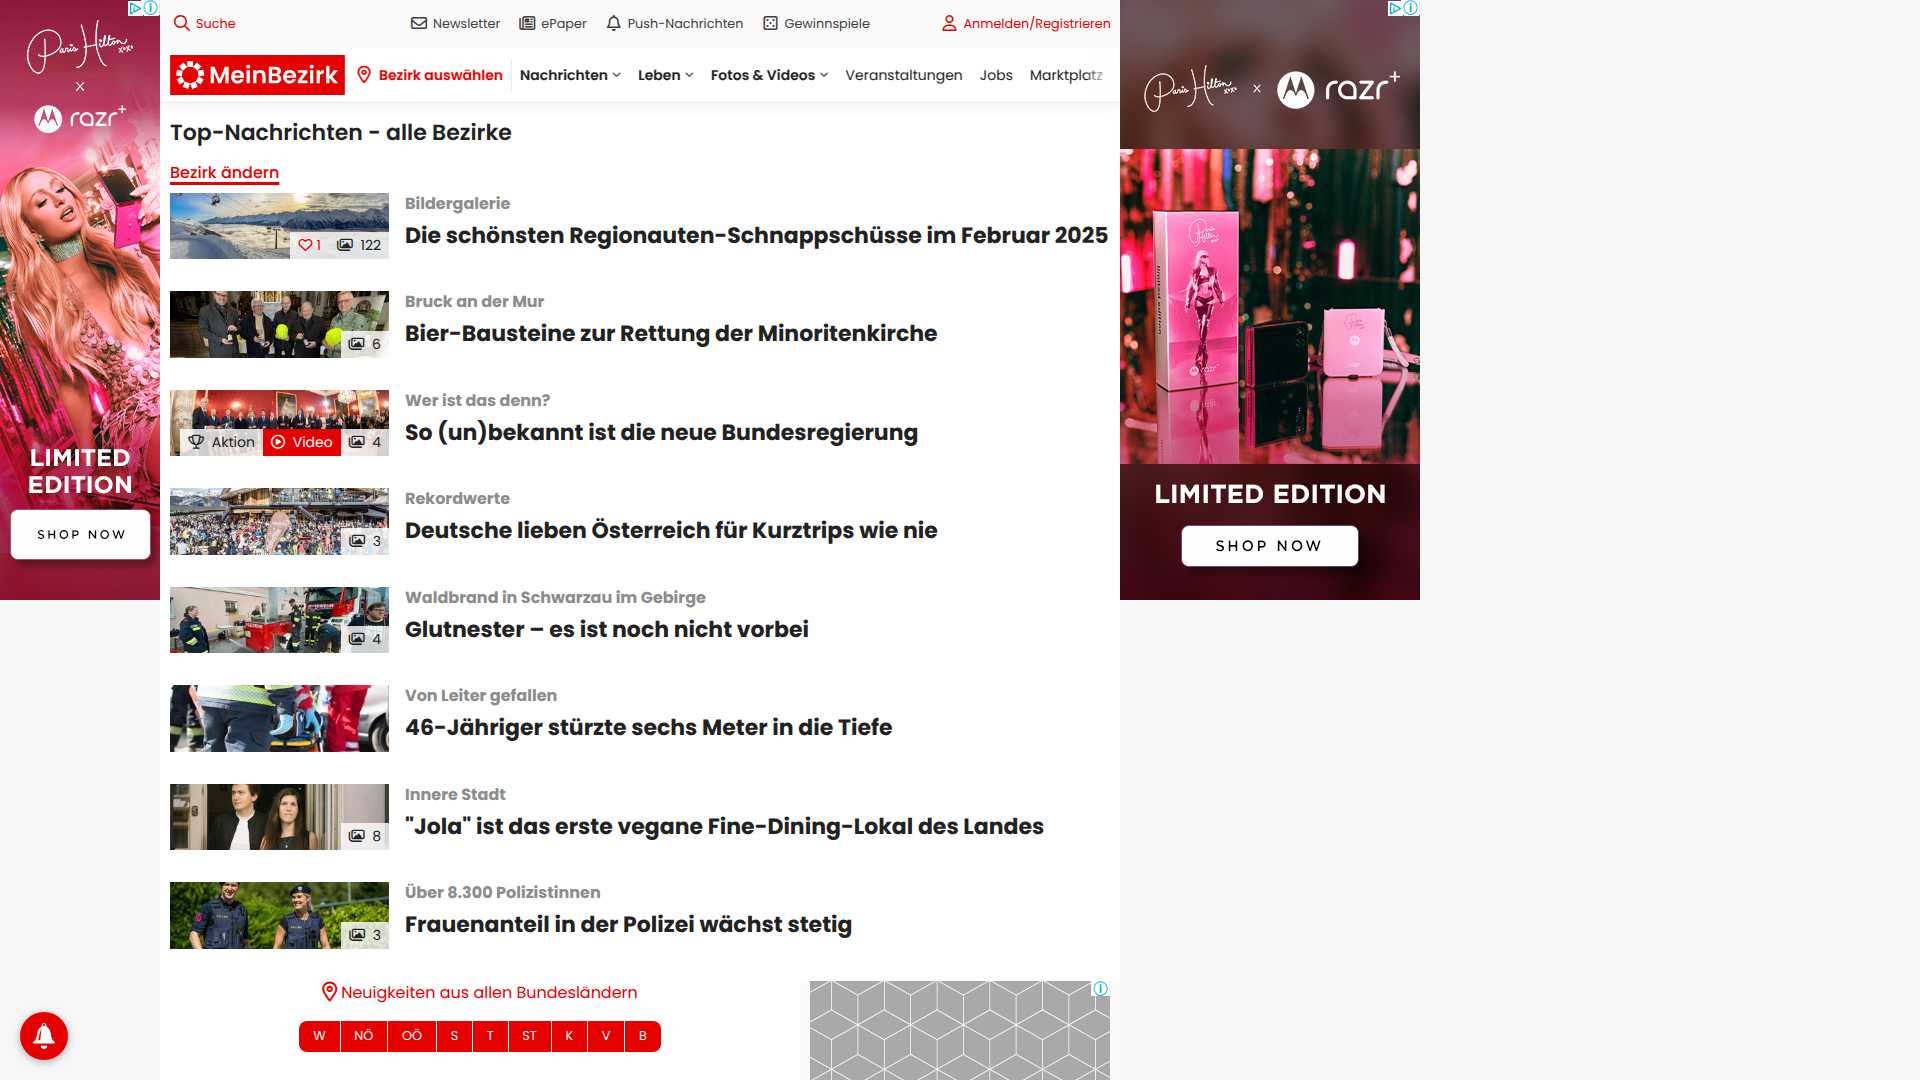 Paris Hilton
xoxo
X
razr+
LIMITED
EDITION
SHOP NOW
Suche
Newsletter
ePaper
Push-Nachrichten
Gewinnspiele
Anmelden/Registrieren
MeinBezirk
Bezirk auswählen
Nachrichten
Leben
Fotos & Videos
Veranstaltungen
Jobs
Marktplatz
Top-Nachrichten - alle Bezirke
Bezirk ändern
1
122
Bildergalerie
Die schönsten Regionauten-Schnappschüsse im Februar 2025
6
Bruck an der Mur
Bier-Bausteine zur Rettung der Minoritenkirche
Aktion
Video
4
Wer ist das denn?
So (un)bekannt ist die neue Bundesregierung
3
Rekordwerte
Deutsche lieben Österreich für Kurztrips wie nie
4
Waldbrand in Schwarzau im Gebirge
Glutnester – es ist noch nicht vorbei
Von Leiter gefallen
46-Jähriger stürzte sechs Meter in die Tiefe
8
Innere Stadt
"Jola" ist das erste vegane Fine-Dining-Lokal des Landes
3
Über 8.300 Polizistinnen
Frauenanteil in der Polizei wächst stetig
Neuigkeiten aus allen Bundesländern
W
NÖ
OÖ
S
T
ST
K
V
B
Paris Hilton
xoxo
x
razr+
razr+
LIMITED EDITION
SHOP NOW